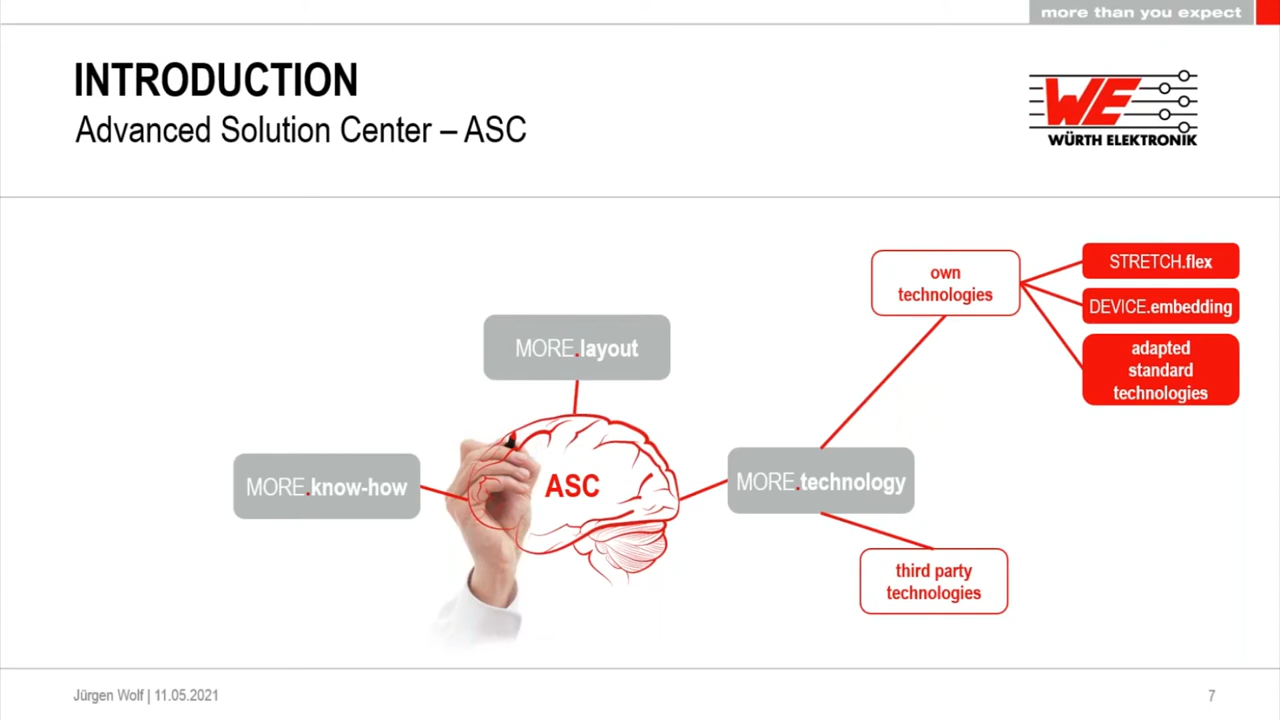 more than you expect
INTRODUCTION
Advanced Solution Center – ASC
WE
WÜRTH ELEKTRONIK
own
technologies
STRETCH.flex
DEVICE.embedding
adapted
standard
technologies
MORE.layout
MORE.know-how
ASC
MORE.technology
third party
technologies
Jürgen Wolf | 11.05.2021
7